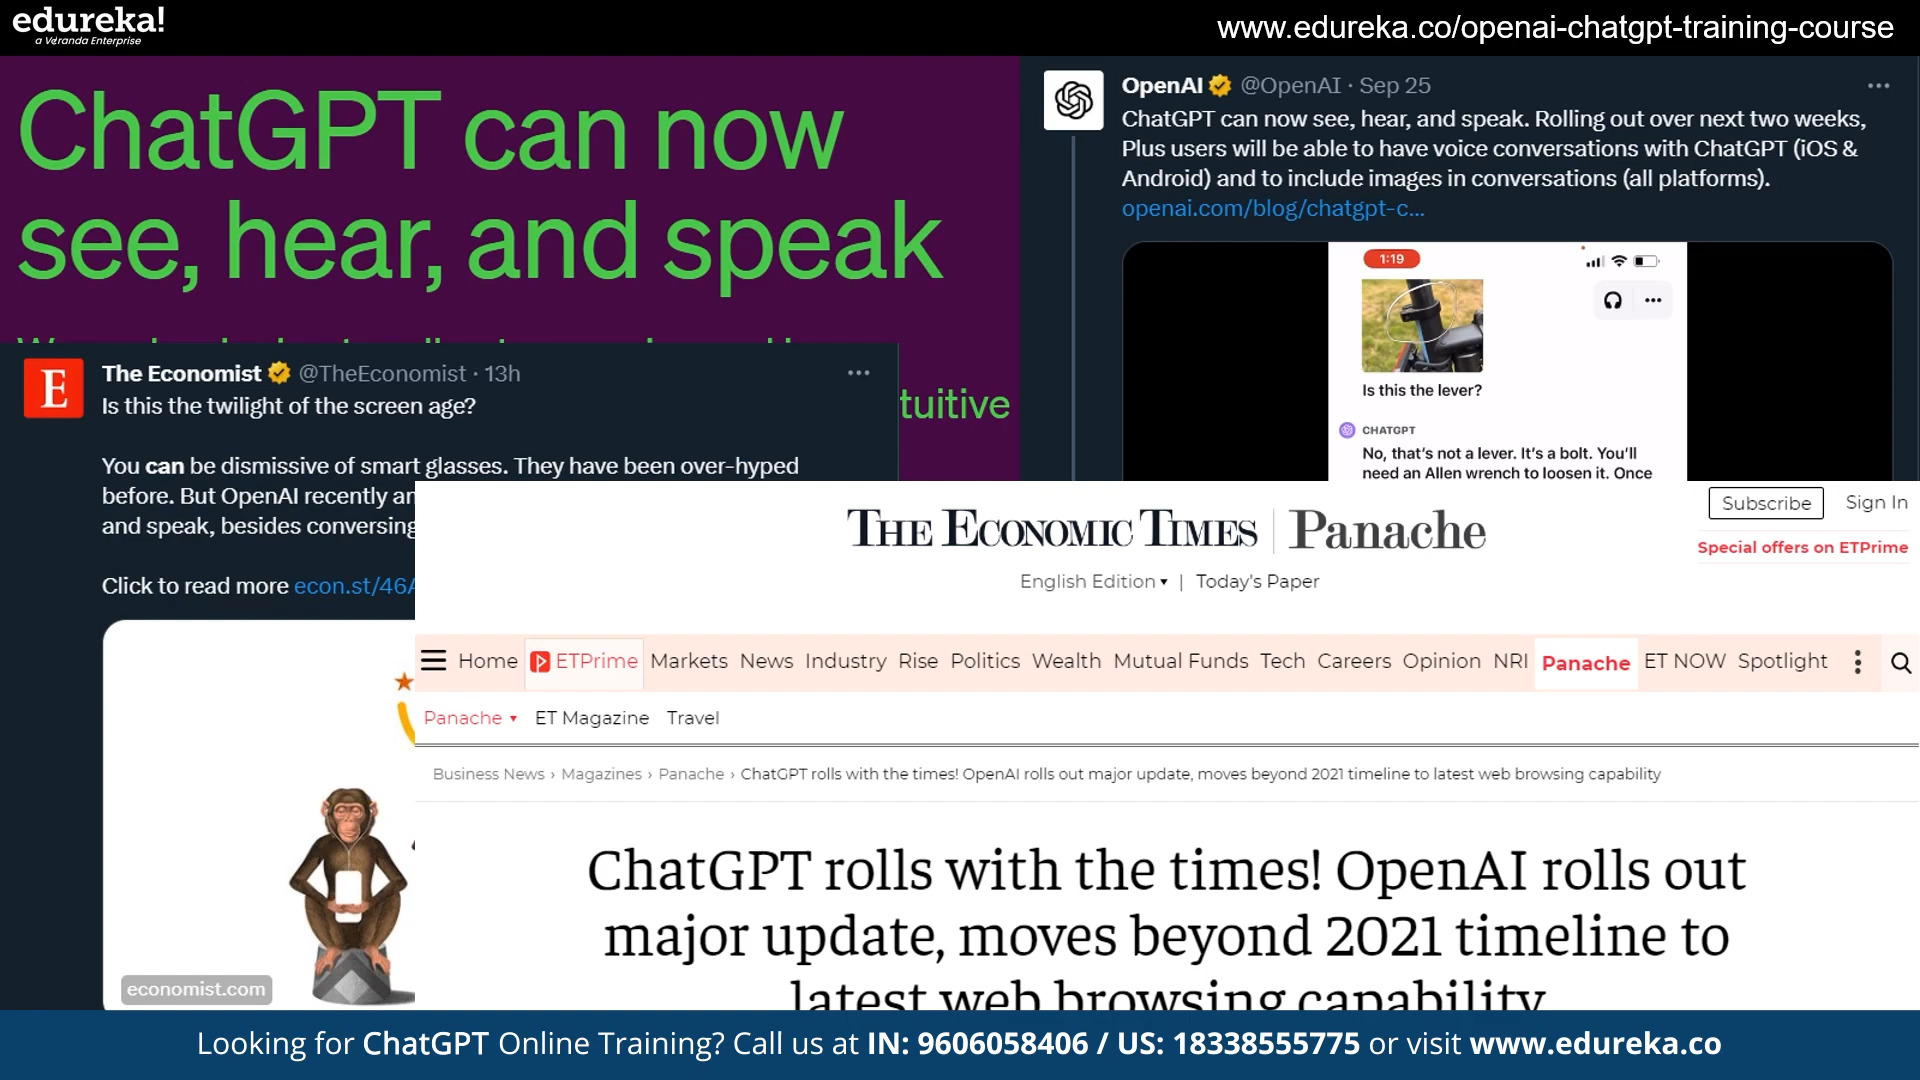 edureka!
a Veranda Enterprise
www.edureka.co/openai-chatgpt-training-course
ChatGPT can now
see, hear, and speak
tuitive
OpenAI @OpenAI · Sep 25
ChatGPT can now see, hear, and speak. Rolling out over next two weeks,
Plus users will be able to have voice conversations with ChatGPT (iOS &
Android) and to include images in conversations (all platforms).
openai.com/blog/chatgpt-c...
1:19
Is this the lever?
CHATGPT
No, that's not a lever. It's a bolt. You'll
need an Allen wrench to loosen it. Once
E
The Economist @TheEconomist · 13h
Is this the twilight of the screen age?
You can be dismissive of smart glasses. They have been over-hyped
before. But OpenAI recently an
and speak, besides conversing
Click to read more econ.st/46A
economist.com
THE ECONOMIC TIMES | Panache
Subscribe Sign In
Special offers on ETPrime
English Edition ▾ | Today's Paper
Home ETPrime Markets News Industry Rise Politics Wealth Mutual Funds Tech Careers Opinion NRI Panache ET NOW Spotlight
Panache ▾ ET Magazine Travel
Business News › Magazines › Panache › ChatGPT rolls with the times! OpenAI rolls out major update, moves beyond 2021 timeline to latest web browsing capability
ChatGPT rolls with the times! OpenAI rolls out
major update, moves beyond 2021 timeline to
latest web browsing capability
Looking for ChatGPT Online Training? Call us at IN: 9606058406 / US: 18338555775 or visit www.edureka.co